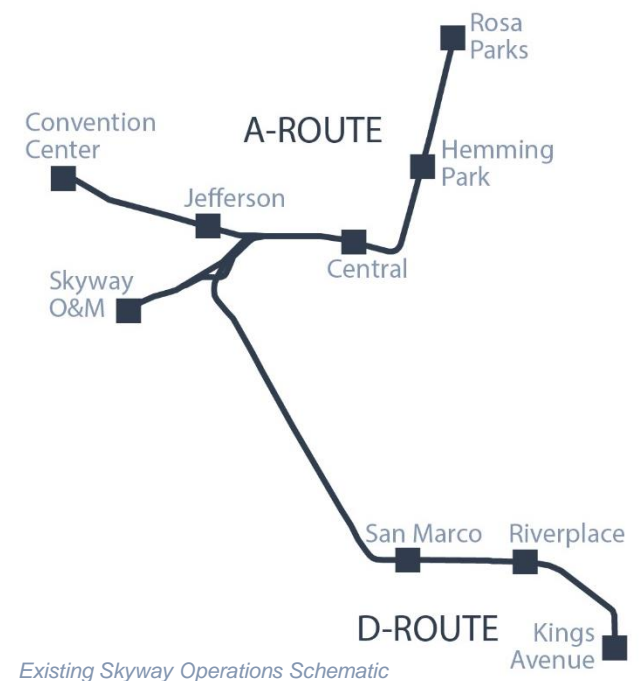 Rosa
Parks
Convention
Center
A-ROUTE
Hemming
Park
Jefferson
Central
Skyway
O&M
San Marco
Riverplace
D-ROUTE
Kings
Avenue
Existing Skyway Operations Schematic